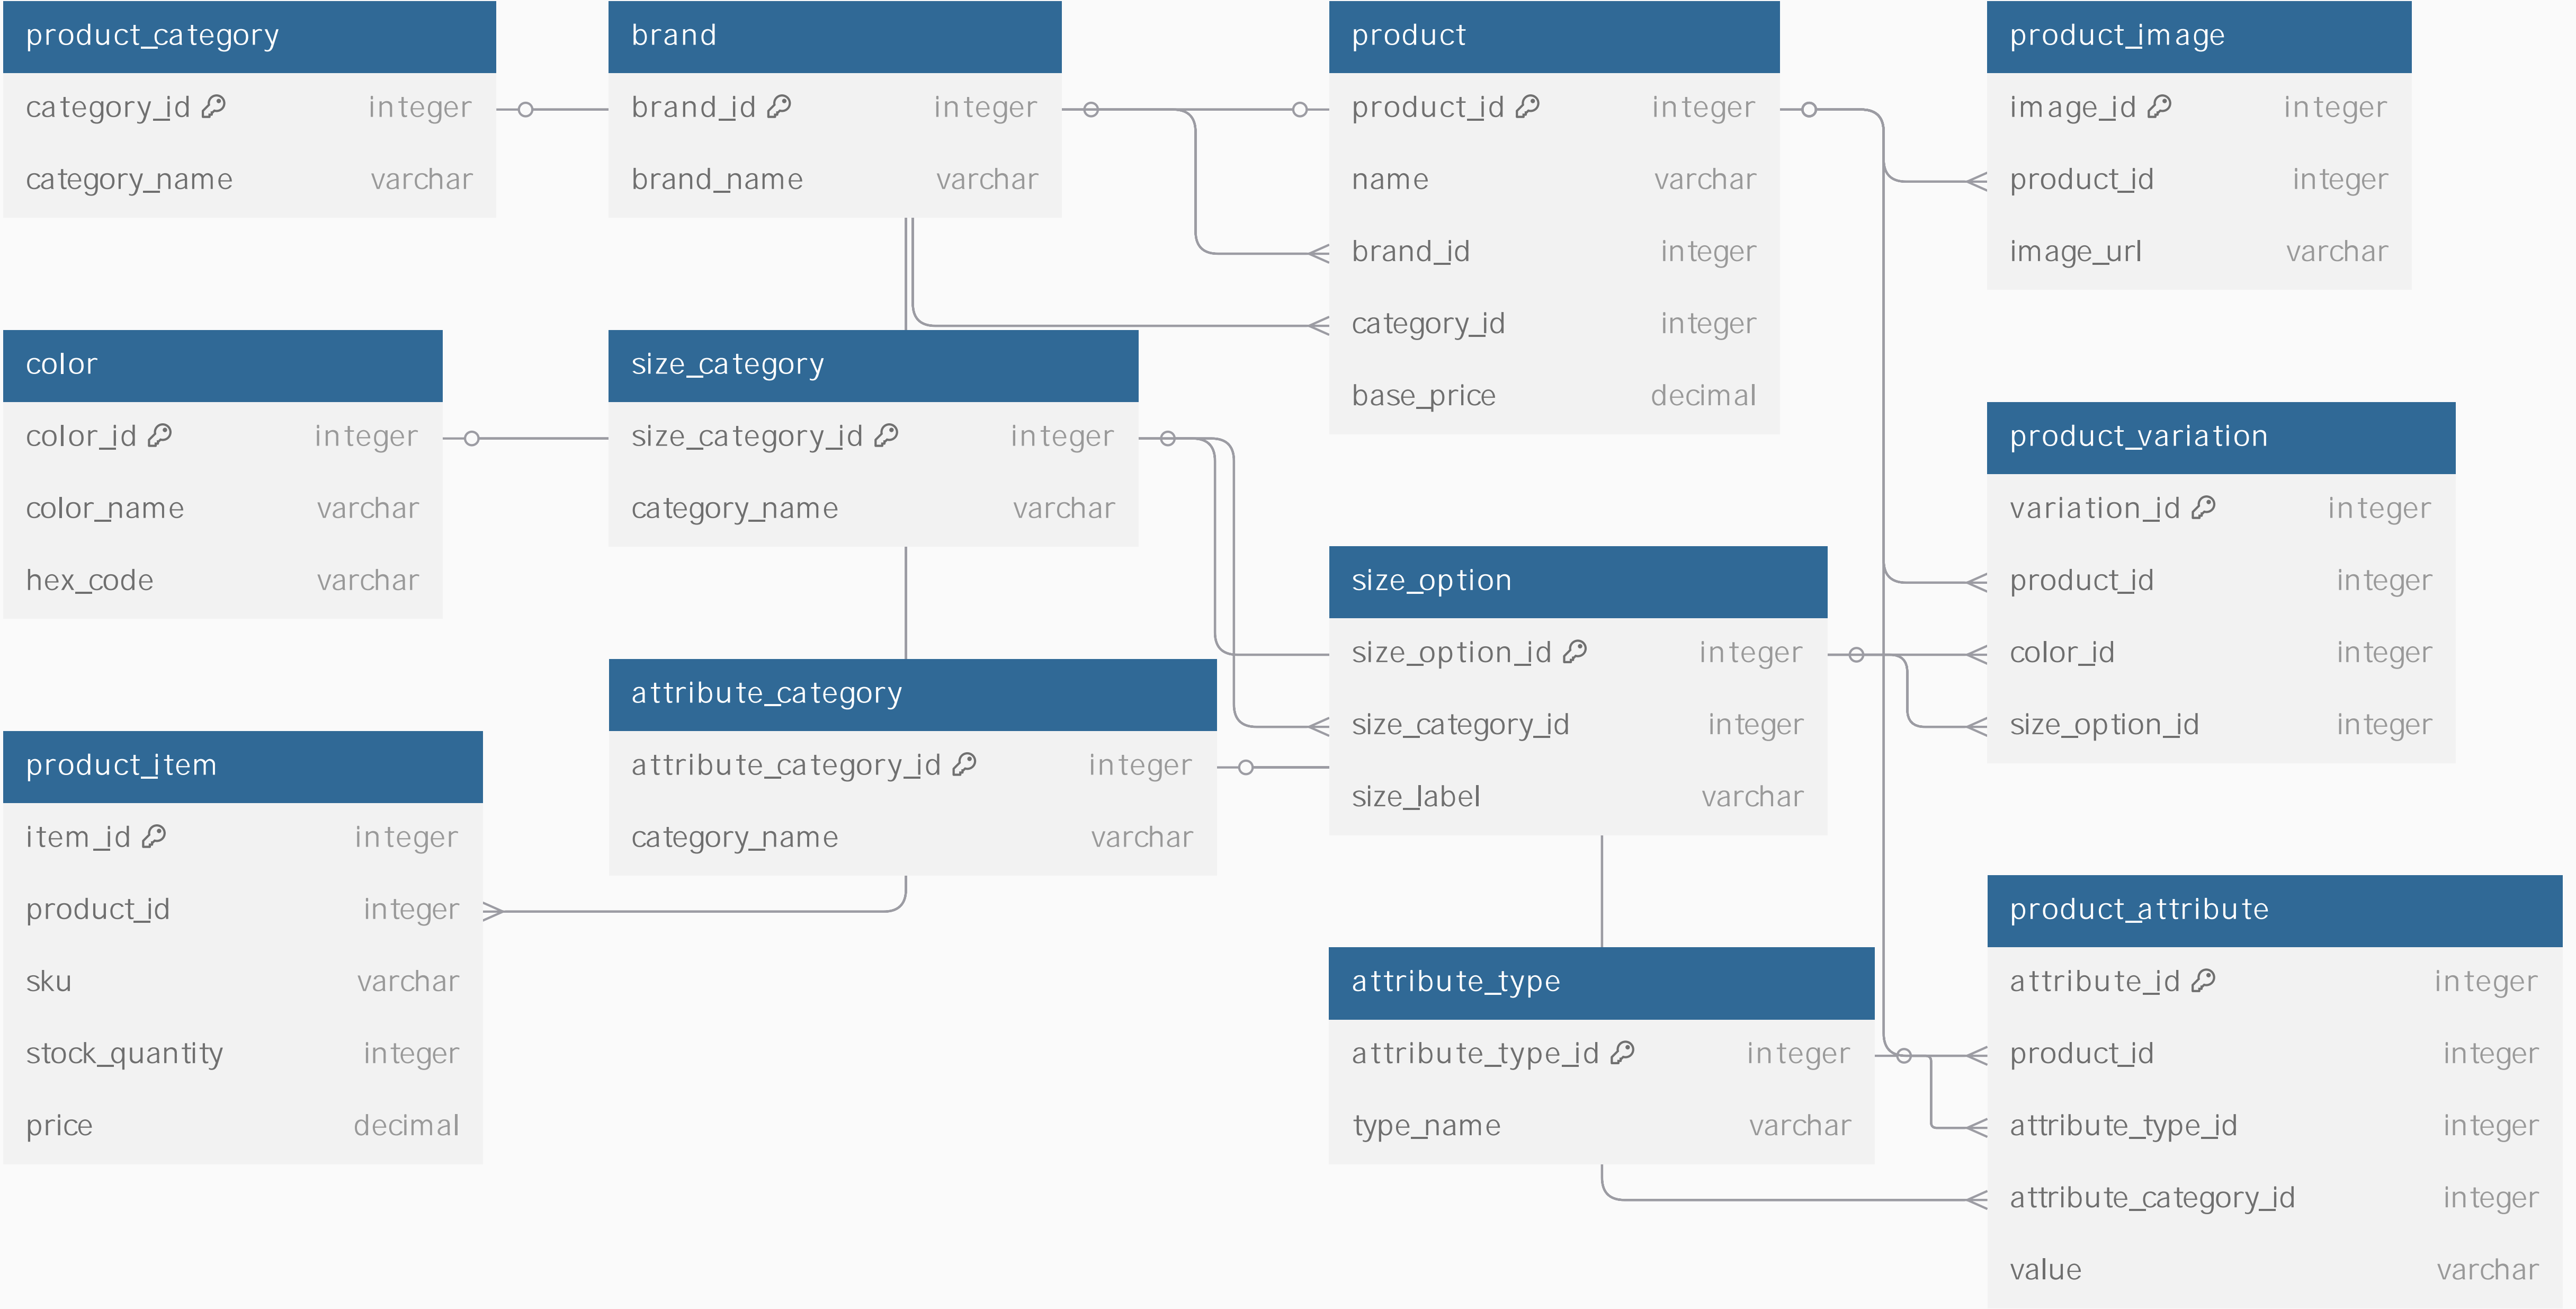 product_category
category_id integer
category_name varchar
brand
brand_id integer
brand_name varchar
product
product_id integer
name varchar
brand_id integer
category_id integer
base_price decimal
product_image
image_id integer
product_id integer
image_url varchar
color
color_id integer
color_name varchar
hex_code varchar
size_category
size_category_id integer
category_name varchar
size_option
size_option_id integer
size_category_id integer
size_label varchar
product_variation
variation_id integer
product_id integer
color_id integer
size_option_id integer
product_item
item_id integer
product_id integer
sku varchar
stock_quantity integer
price decimal
attribute_category
attribute_category_id integer
category_name varchar
attribute_type
attribute_type_id integer
type_name varchar
product_attribute
attribute_id integer
product_id integer
attribute_type_id integer
attribute_category_id integer
value varchar